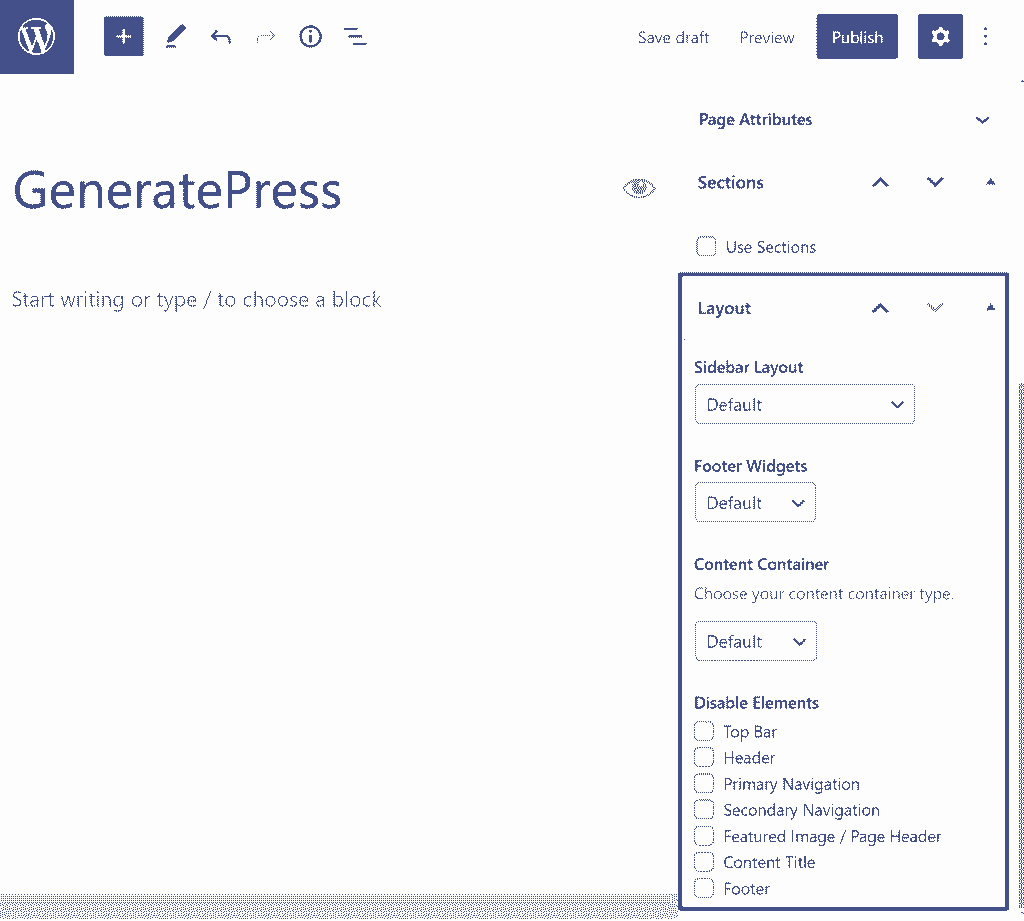 Save draft
Preview
Publish
Page Attributes
GeneratePress
Sections
Use Sections
Start writing or type / to choose a block
Layout
Sidebar Layout
Default
Footer Widgets
Default
Content Container
Choose your content container type.
Default
Disable Elements
Top Bar
Header
Primary Navigation
Secondary Navigation
Featured Image / Page Header
Content Title
Footer